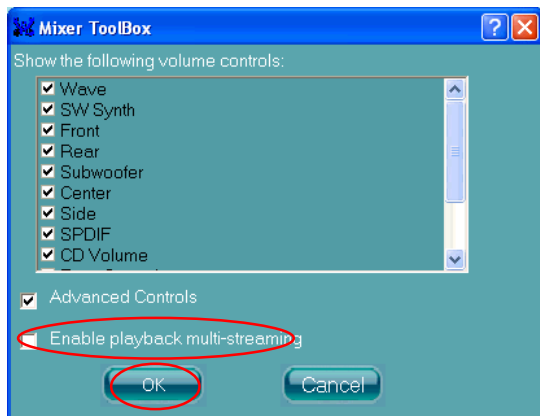 Mixer ToolBox
Show the following volume controls:
Wave
SW Synth
Front
Rear
Subwoofer
Center
Side
SPDIF
CD Volume
Advanced Controls
Enable playback multi-streaming
OK
Cancel